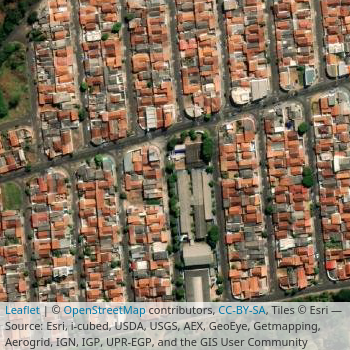 Leaflet | © OpenStreetMap contributors, CC-BY-SA, Tiles © Esri —
Source: Esri, i-cubed, USDA, USGS, AEX, GeoEye, Getmapping,
Aerogrid, IGN, IGP, UPR-EGP, and the GIS User Community